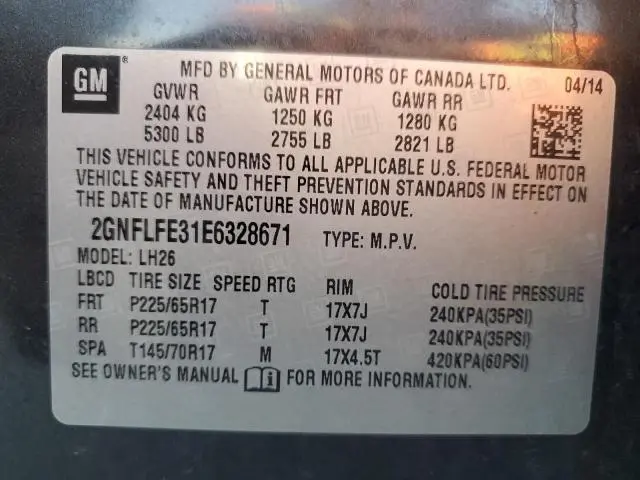 GM MFD BY GENERAL MOTORS OF CANADA LTD. 04/14
GVWR GAWR FRT GAWR RR
2404 KG 1250 KG 1280 KG
5300 LB 2755 LB 2821 LB
THIS VEHICLE CONFORMS TO ALL APPLICABLE U.S. FEDERAL MOTOR
VEHICLE SAFETY AND THEFT PREVENTION STANDARDS IN EFFECT ON
THE DATE OF MANUFACTURE SHOWN ABOVE.
2GNFLFE31E6328671 TYPE: M.P.V.
MODEL: LH26
LBCD TIRE SIZE SPEED RTG RIM COLD TIRE PRESSURE
FRT P225/65R17 T 17X7J 240KPA(35PSI)
RR P225/65R17 T 17X7J 240KPA(35PSI)
SPA T145/70R17 M 17X4.5T 420KPA(60PSI)
SEE OWNER'S MANUAL FOR MORE INFORMATION.